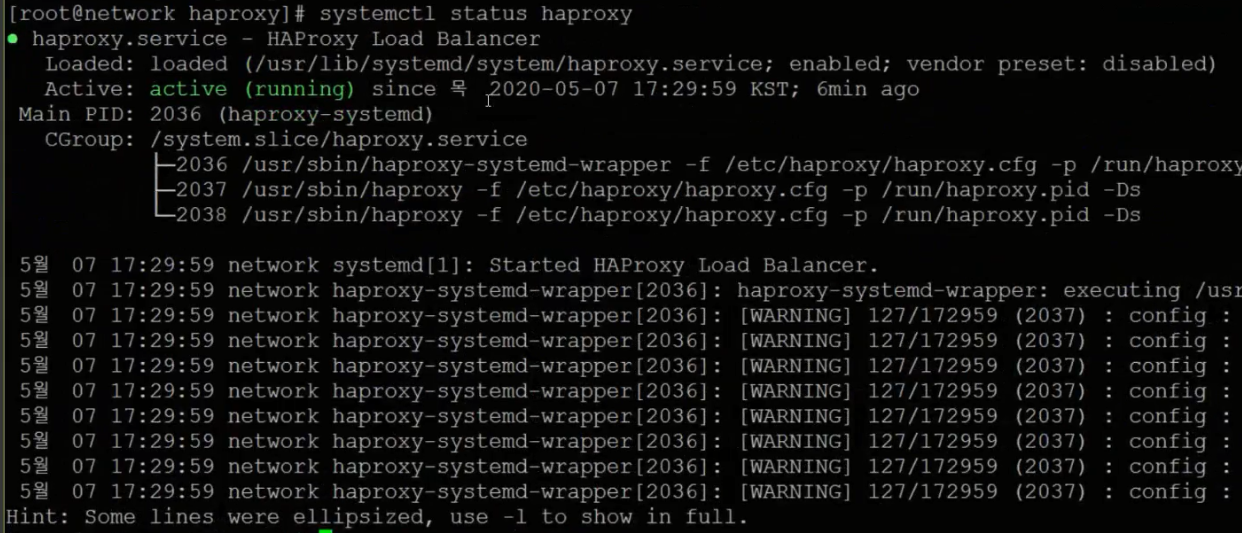 [root@network haproxy]# systemctl status haproxy
● haproxy.service - HAProxy Load Balancer
   Loaded: loaded (/usr/lib/systemd/system/haproxy.service; enabled; vendor preset: disabled)
   Active: active (running) since 목 2020-05-07 17:29:59 KST; 6min ago
 Main PID: 2036 (haproxy-systemd)
   CGroup: /system.slice/haproxy.service
           ├─2036 /usr/sbin/haproxy-systemd-wrapper -f /etc/haproxy/haproxy.cfg -p /run/haproxy
           ├─2037 /usr/sbin/haproxy -f /etc/haproxy/haproxy.cfg -p /run/haproxy.pid -Ds
           └─2038 /usr/sbin/haproxy -f /etc/haproxy/haproxy.cfg -p /run/haproxy.pid -Ds
 5월  07 17:29:59 network systemd[1]: Started HAProxy Load Balancer.
 5월  07 17:29:59 network haproxy-systemd-wrapper[2036]: haproxy-systemd-wrapper: executing /usr
 5월  07 17:29:59 network haproxy-systemd-wrapper[2036]: [WARNING] 127/172959 (2037) : config :
 5월  07 17:29:59 network haproxy-systemd-wrapper[2036]: [WARNING] 127/172959 (2037) : config :
 5월  07 17:29:59 network haproxy-systemd-wrapper[2036]: [WARNING] 127/172959 (2037) : config :
 5월  07 17:29:59 network haproxy-systemd-wrapper[2036]: [WARNING] 127/172959 (2037) : config :
 5월  07 17:29:59 network haproxy-systemd-wrapper[2036]: [WARNING] 127/172959 (2037) : config :
 5월  07 17:29:59 network haproxy-systemd-wrapper[2036]: [WARNING] 127/172959 (2037) : config :
 5월  07 17:29:59 network haproxy-systemd-wrapper[2036]: [WARNING] 127/172959 (2037) : config :
 5월  07 17:29:59 network haproxy-systemd-wrapper[2036]: [WARNING] 127/172959 (2037) : config :
Hint: Some lines were ellipsized, use -l to show in full.